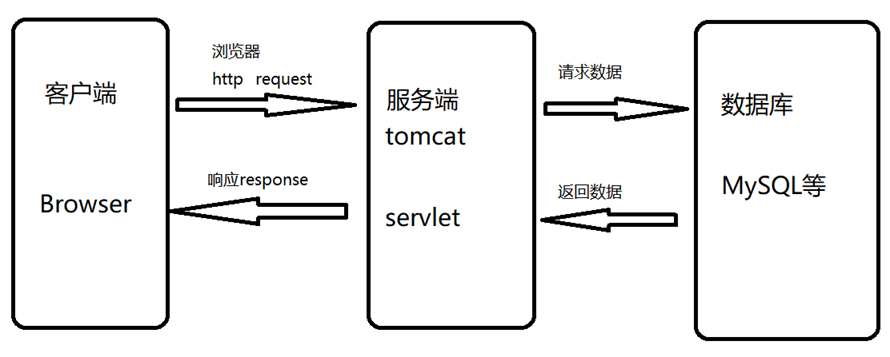 客户端
Browser
浏览器
http request
响应response
服务端
tomcat
servlet
请求数据
返回数据
数据库
MySQL等